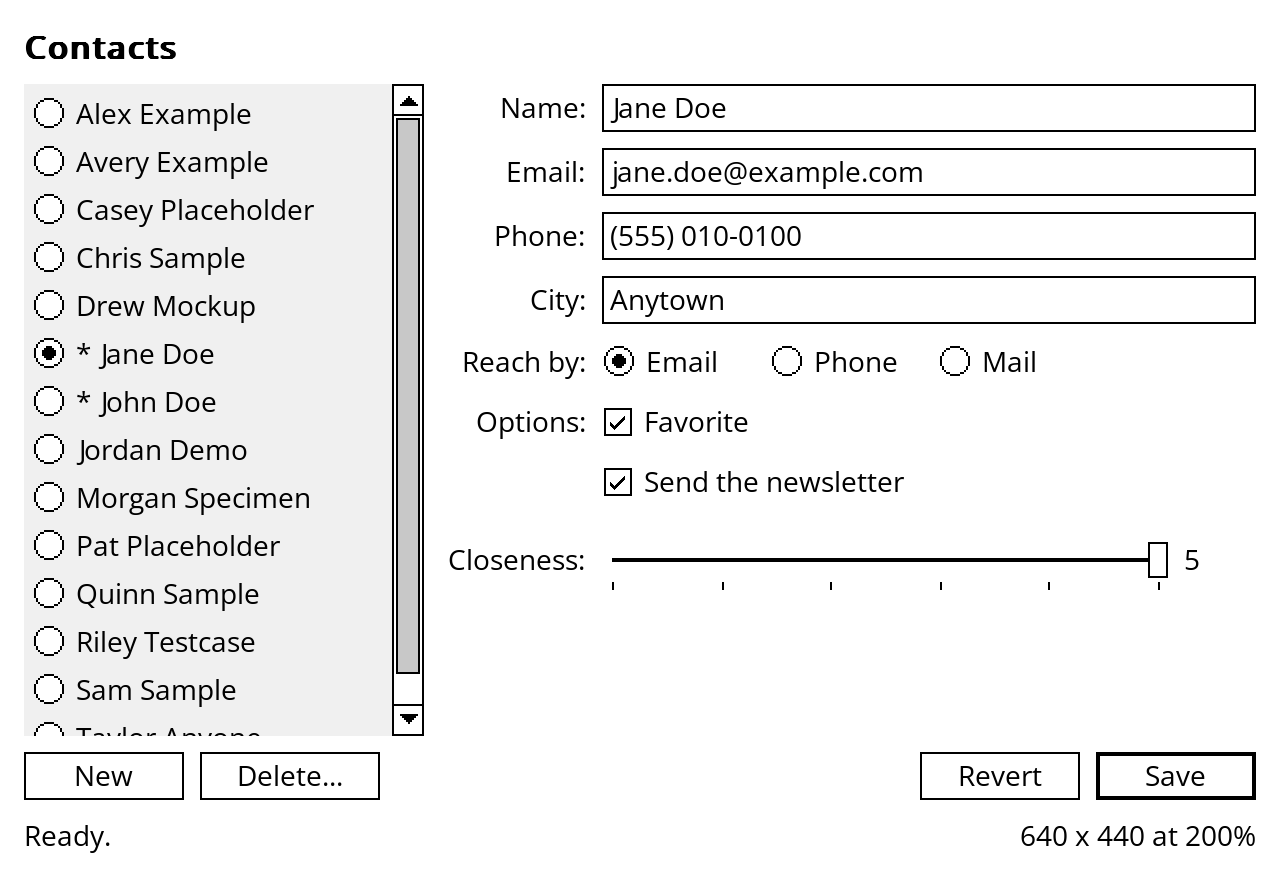 Contacts
Alex Example
Avery Example
Casey Placeholder
Chris Sample
Drew Mockup
* Jane Doe
* John Doe
Jordan Demo
Morgan Specimen
Pat Placeholder
Quinn Sample
Riley Testcase
Sam Sample
Taylor Anyone
New Delete...
Name: Jane Doe
Email: jane.doe@example.com
Phone: (555) 010-0100
City: Anytown
Reach by: Email Phone Mail
Options: Favorite
Send the newsletter
Closeness: 5
Revert Save
Ready.
640 x 440 at 200%